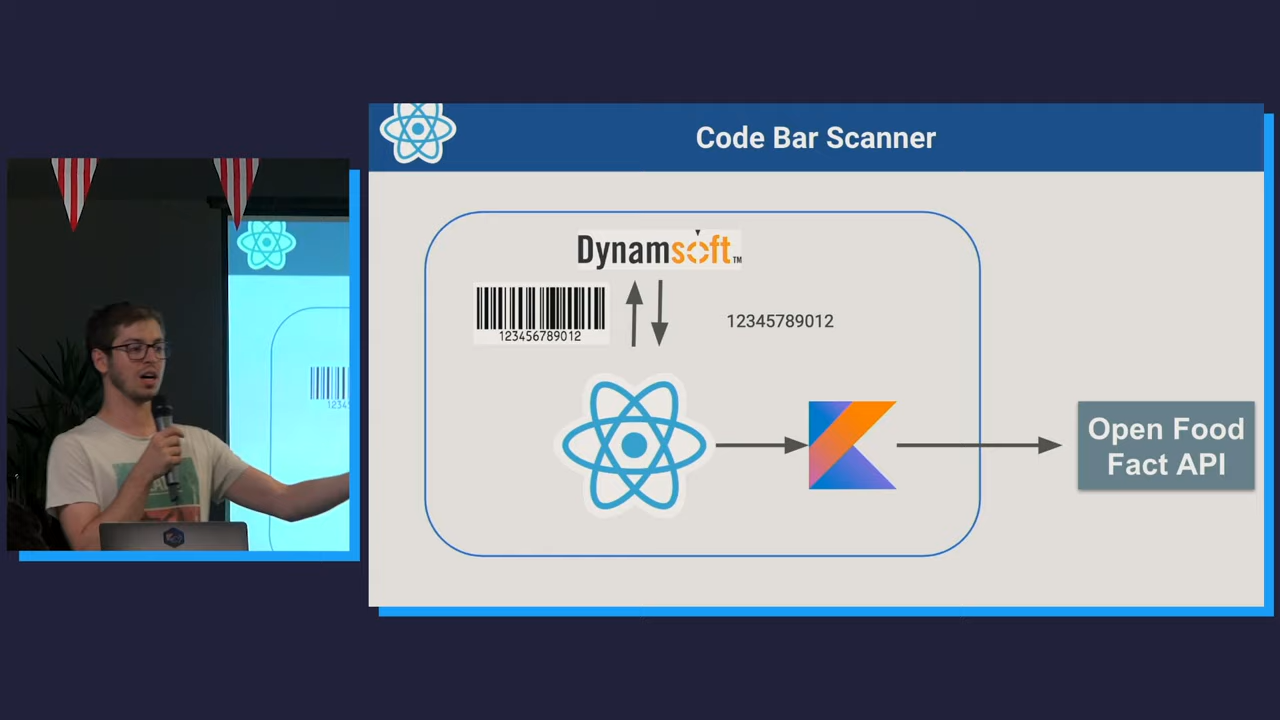 Code Bar Scanner
Dynamsoft™
123456789012
12345789012
Open Food
Fact API